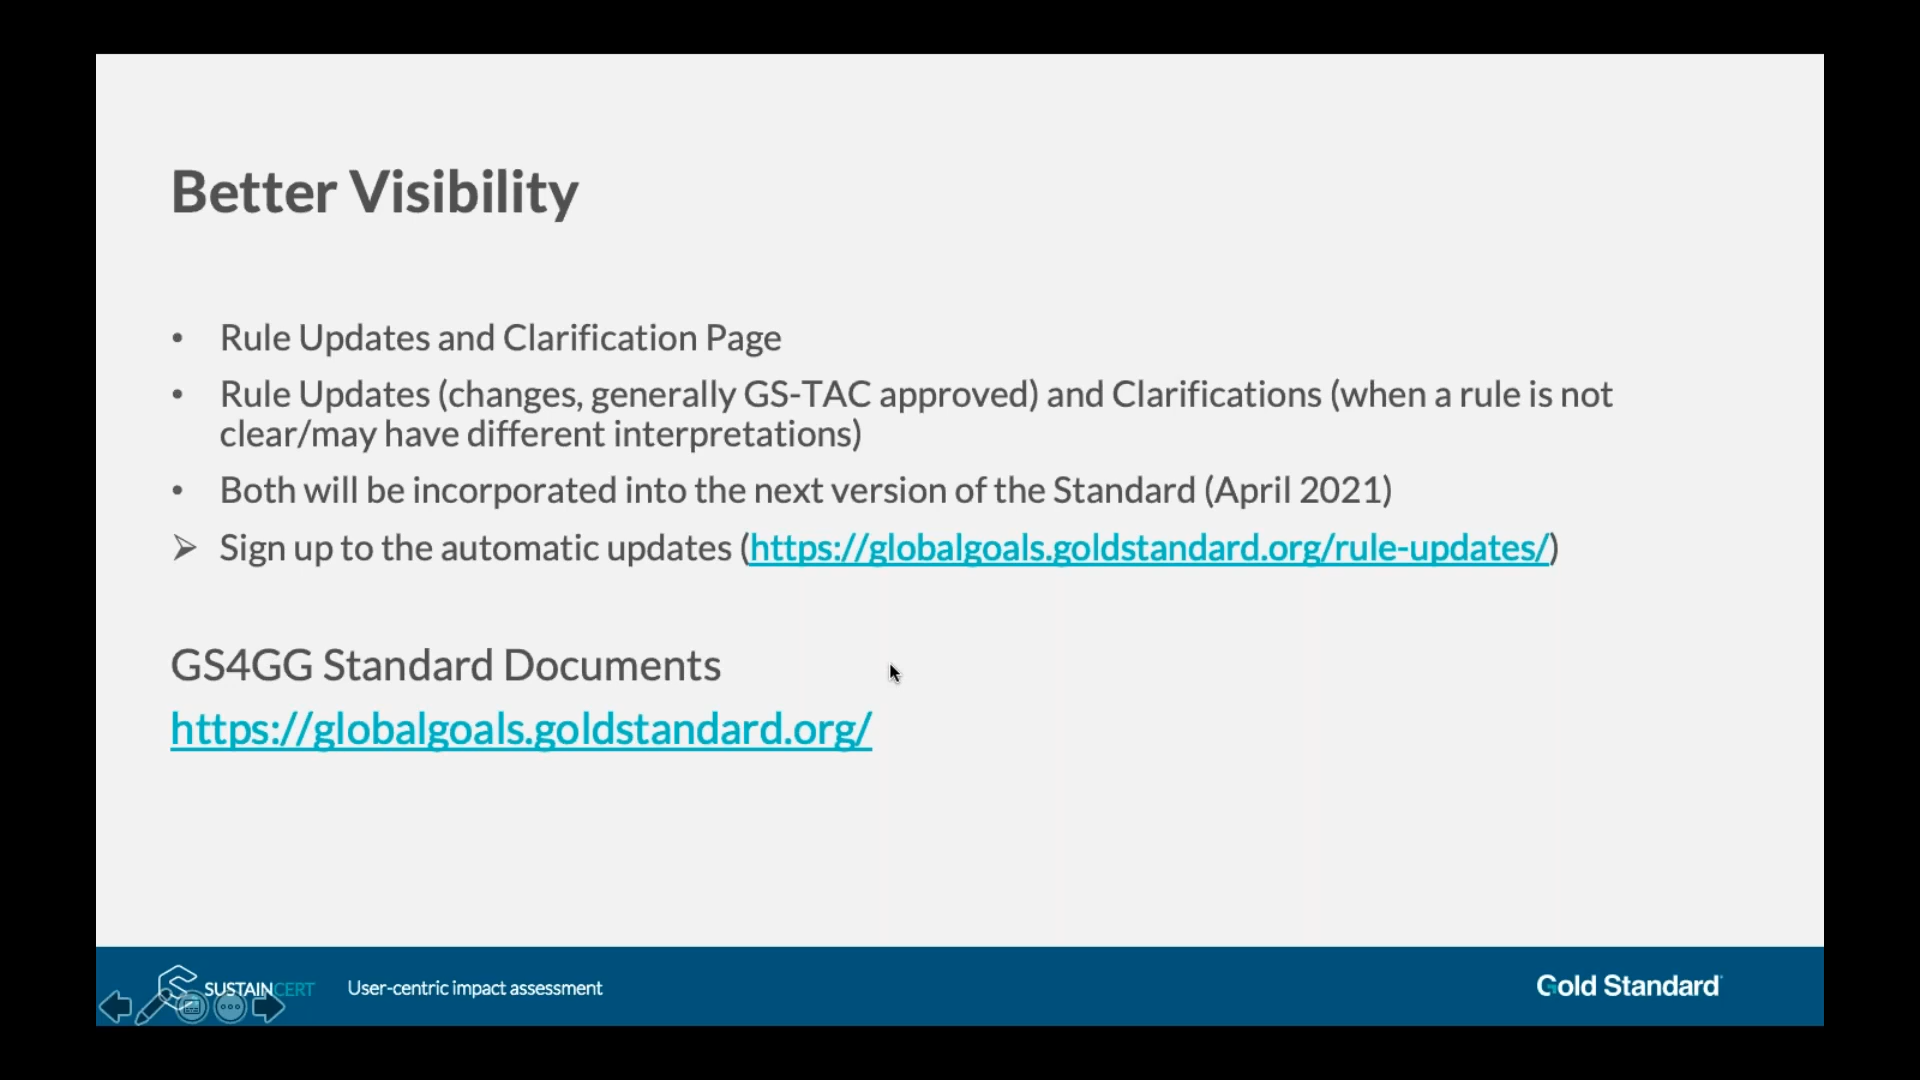 Better Visibility
• Rule Updates and Clarification Page
• Rule Updates (changes, generally GS-TAC approved) and Clarifications (when a rule is not
clear/may have different interpretations)
• Both will be incorporated into the next version of the Standard (April 2021)
➢ Sign up to the automatic updates (https://globalgoals.goldstandard.org/rule-updates/)
GS4GG Standard Documents
https://globalgoals.goldstandard.org/
SUSTAINCERT User-centric impact assessment
Gold Standard